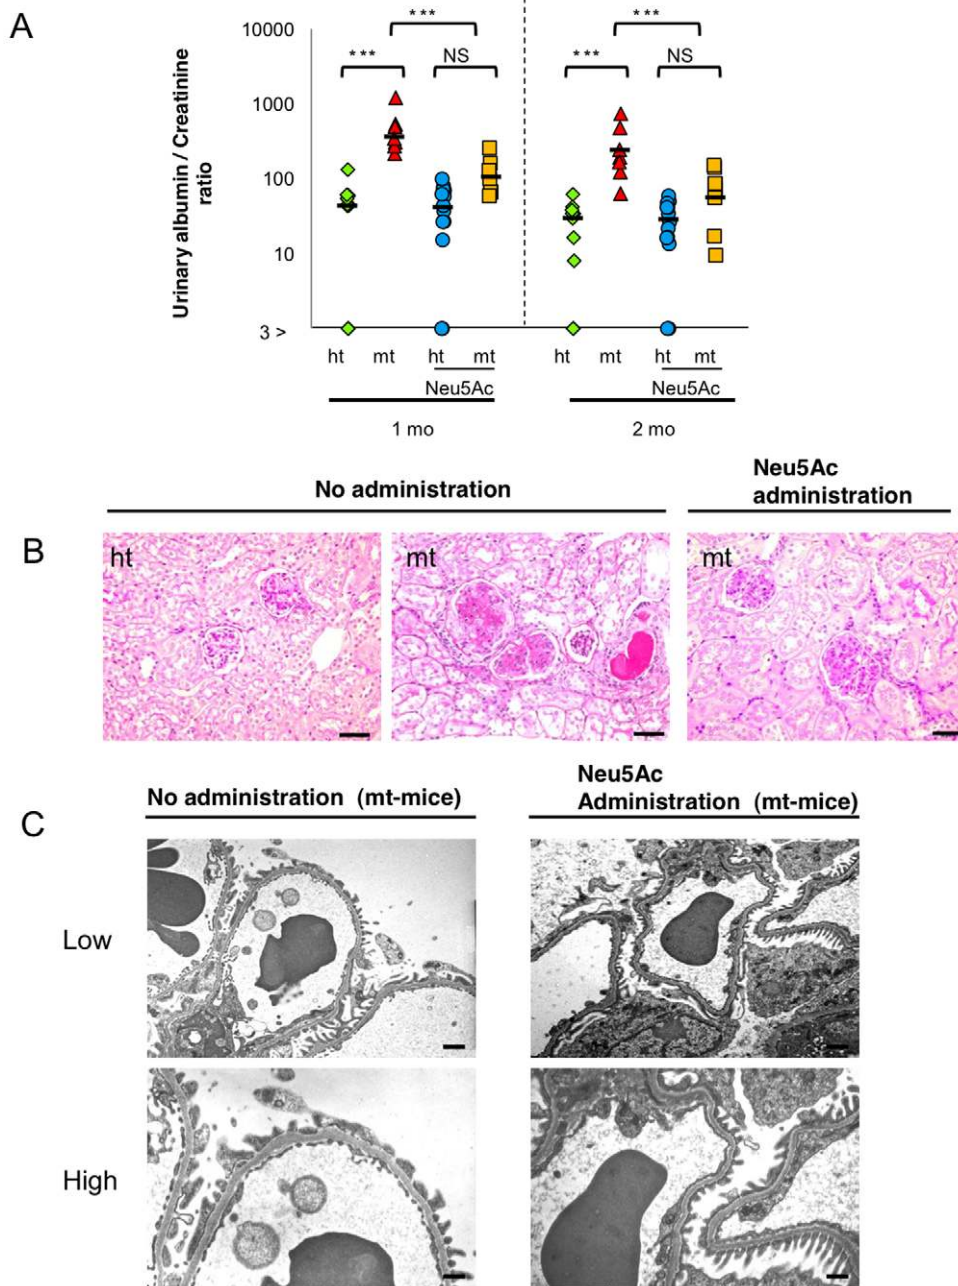 A
Urinary albumin / Creatinine
ratio
10000
1000
100
10
3 >
***
***
NS
***
***
NS
ht mt ht mt ht mt ht mt
Neu5Ac Neu5Ac
1 mo 2 mo
No administration
Neu5Ac
administration
B
ht mt mt
No administration (mt-mice)
Neu5Ac
Administration (mt-mice)
C
Low
High